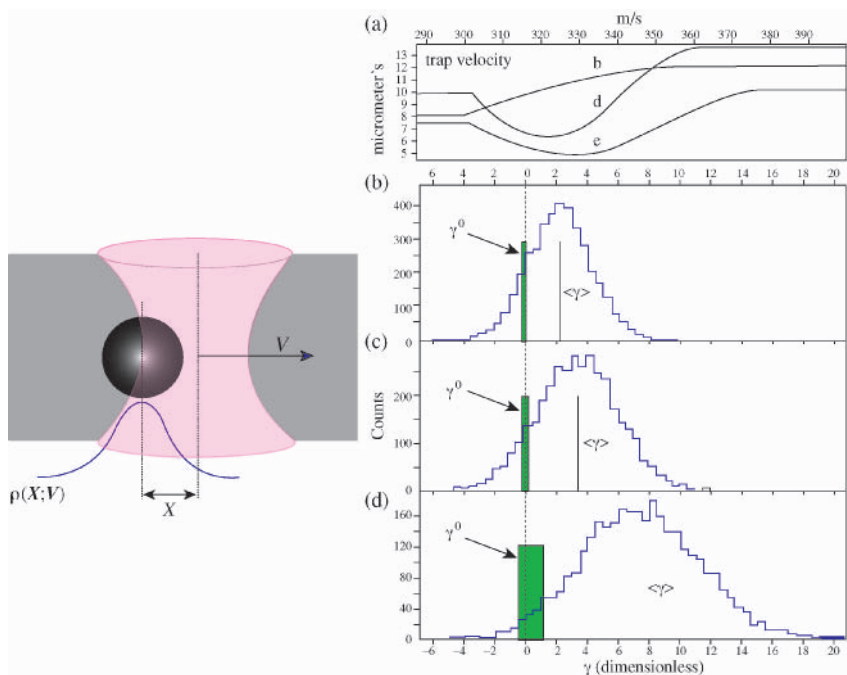 (a)
m/s
290 300 310 320 330 340 350 360 370 380 390
trap velocity
micrometer's
13
12
11
10
9
8
7
6
5
b
d
e
6 4 2 0 2 4 6 8 10 12 14 16 18 20
(b)
400
300
200
100
0
γ⁰
<γ>
(c)
Counts
200
100
0
γ⁰
<γ>
(d)
160
120
80
40
0
γ⁰
<γ>
−6 −4 −2 0 2 4 6 8 10 12 14 16 18 20
γ (dimensionless)
V
ρ(X;V)
X